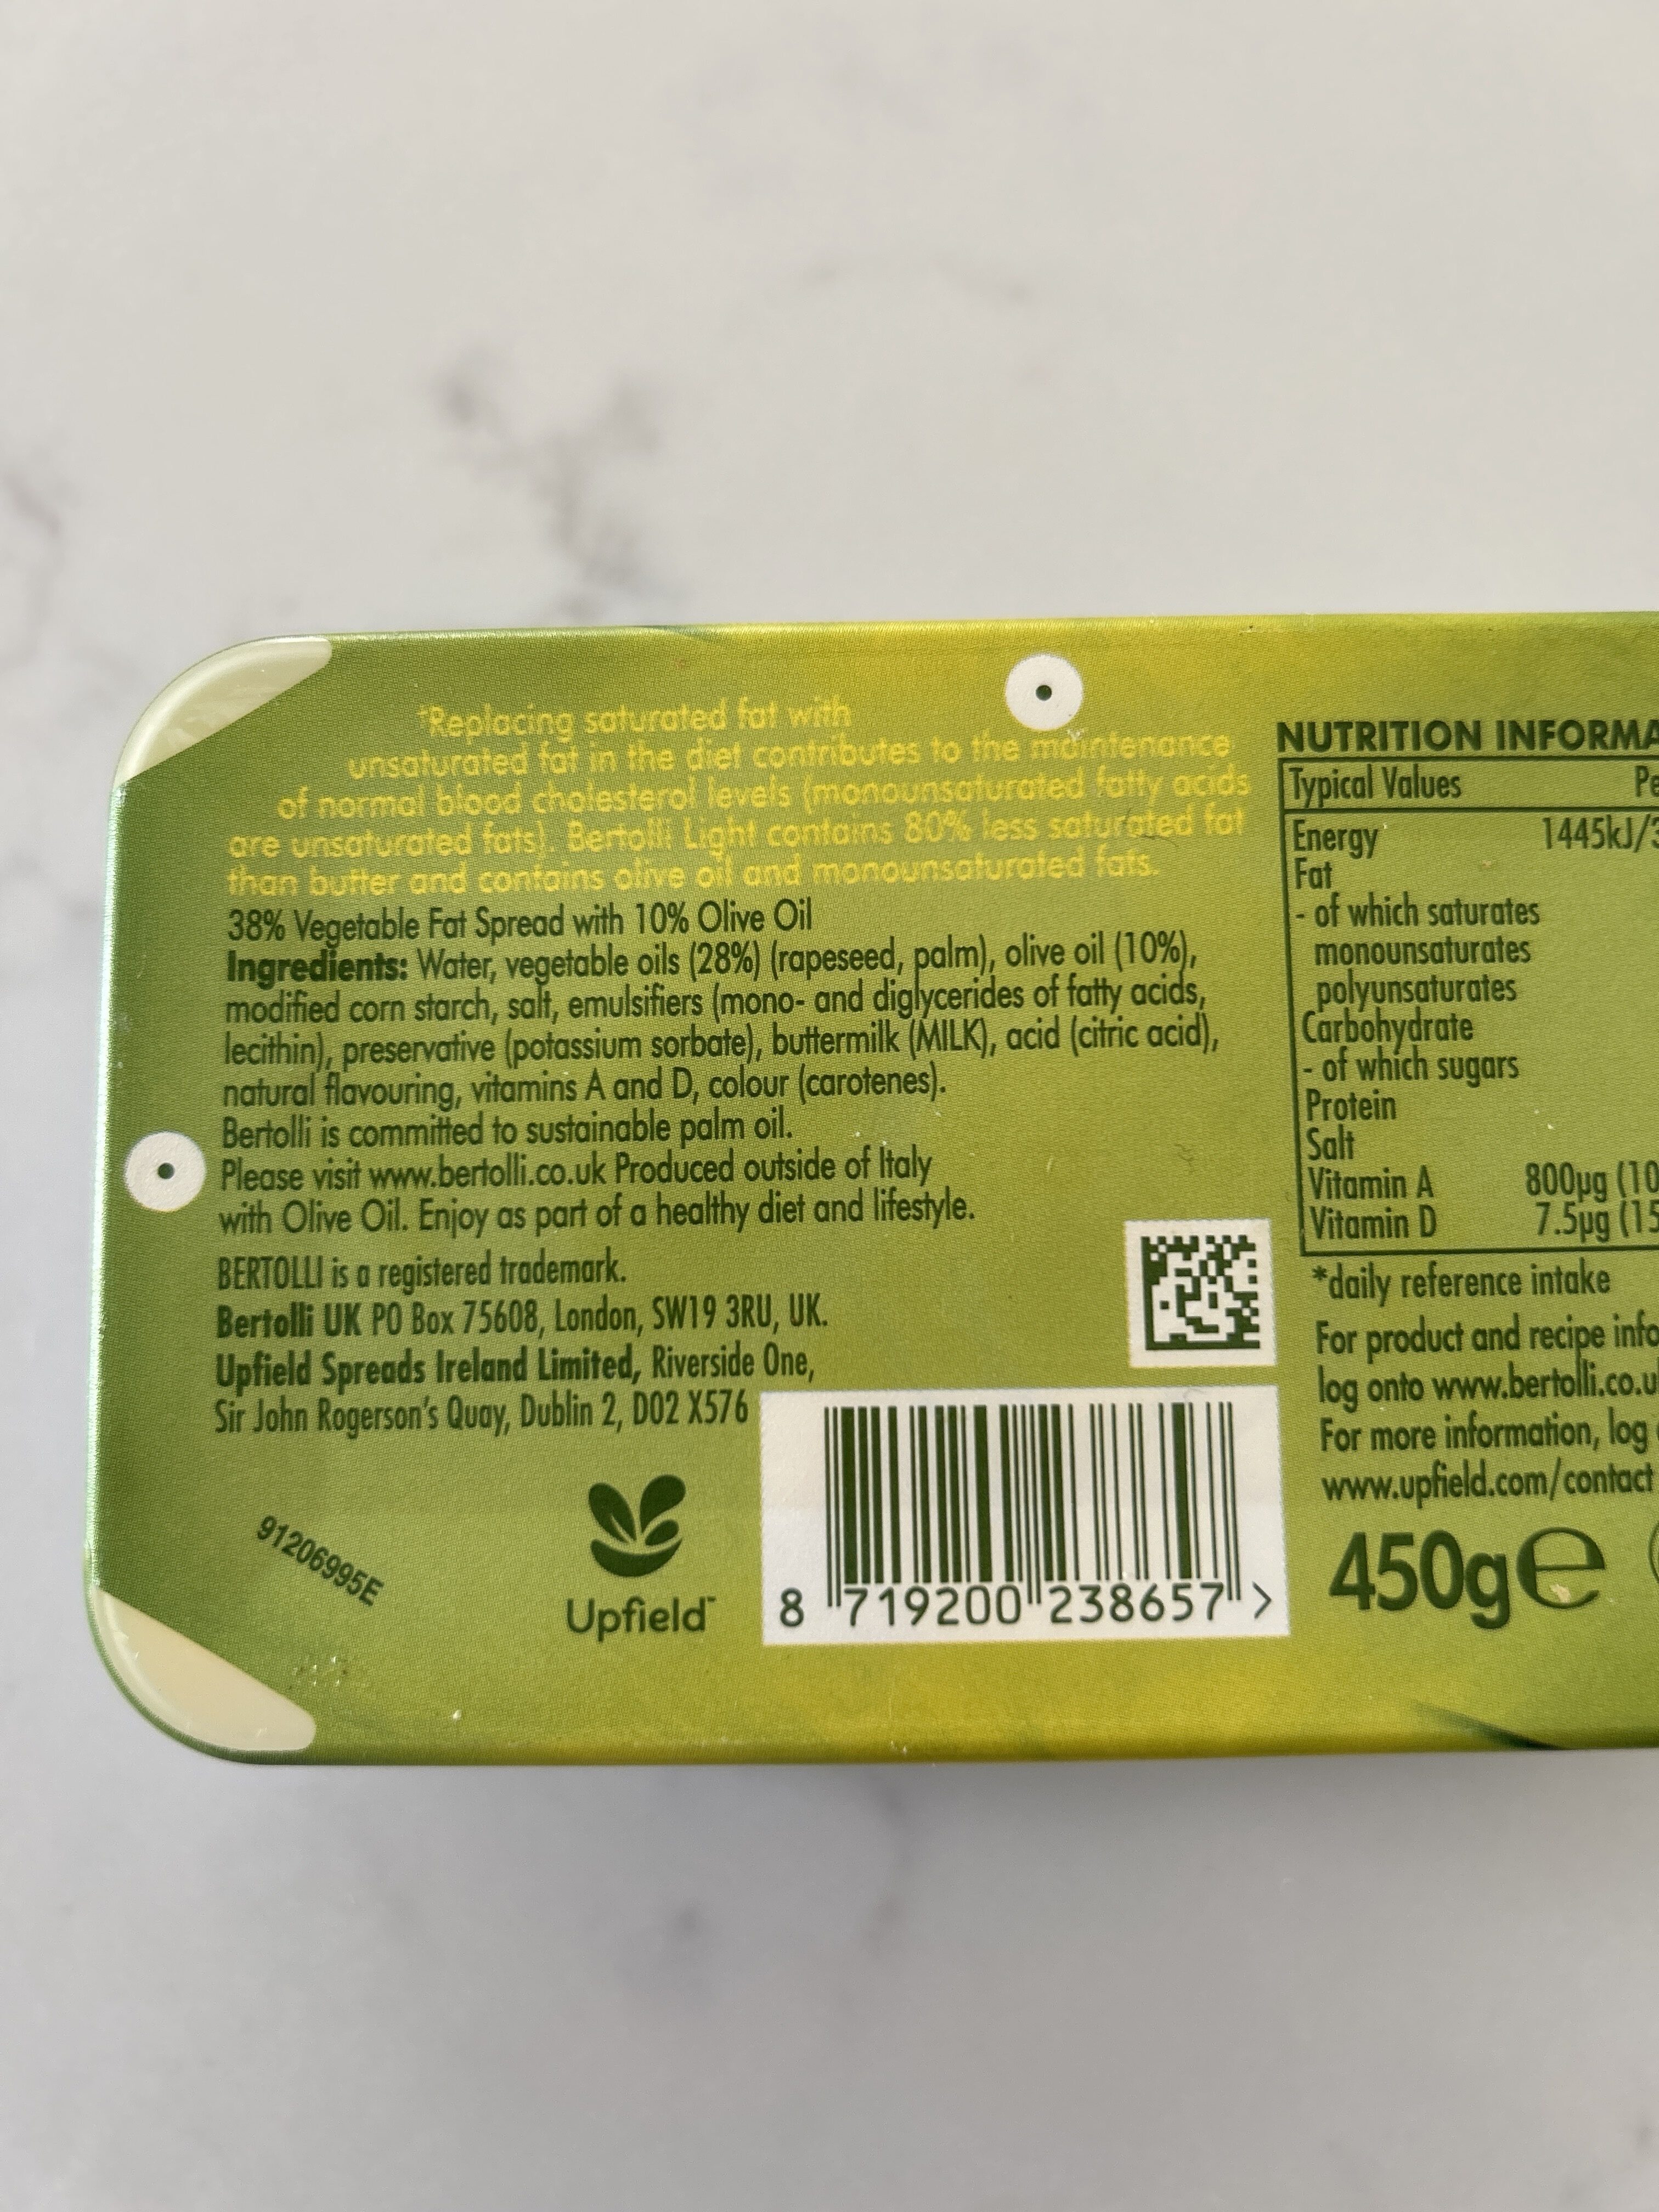 †Replacing saturated fat with
unsaturated fat in the diet contributes to the maintenance
of normal blood cholesterol levels (monounsaturated fatty acids
are unsaturated fats). Bertolli Light contains 80% less saturated fat
than butter and contains olive oil and monounsaturated fats.
38% Vegetable Fat Spread with 10% Olive Oil
Ingredients: Water, vegetable oils (28%) (rapeseed, palm), olive oil (10%),
modified corn starch, salt, emulsifiers (mono- and diglycerides of fatty acids,
lecithin), preservative (potassium sorbate), buttermilk (MILK), acid (citric acid),
natural flavouring, vitamins A and D, colour (carotenes).
Bertolli is committed to sustainable palm oil.
Please visit www.bertolli.co.uk Produced outside of Italy
with Olive Oil. Enjoy as part of a healthy diet and lifestyle.
BERTOLLI is a registered trademark.
Bertolli UK PO Box 75608, London, SW19 3RU, UK.
Upfield Spreads Ireland Limited, Riverside One,
Sir John Rogerson's Quay, Dublin 2, D02 X576
91206995E
Upfield™
8 719200 238657 >
NUTRITION INFORMA
Typical Values Pe
Energy 1445kJ/3
Fat
- of which saturates
monounsaturates
polyunsaturates
Carbohydrate
- of which sugars
Protein
Salt
Vitamin A 800µg (10
Vitamin D 7.5µg (15
*daily reference intake
For product and recipe info
log onto www.bertolli.co.u
For more information, log
www.upfield.com/contact
450g℮